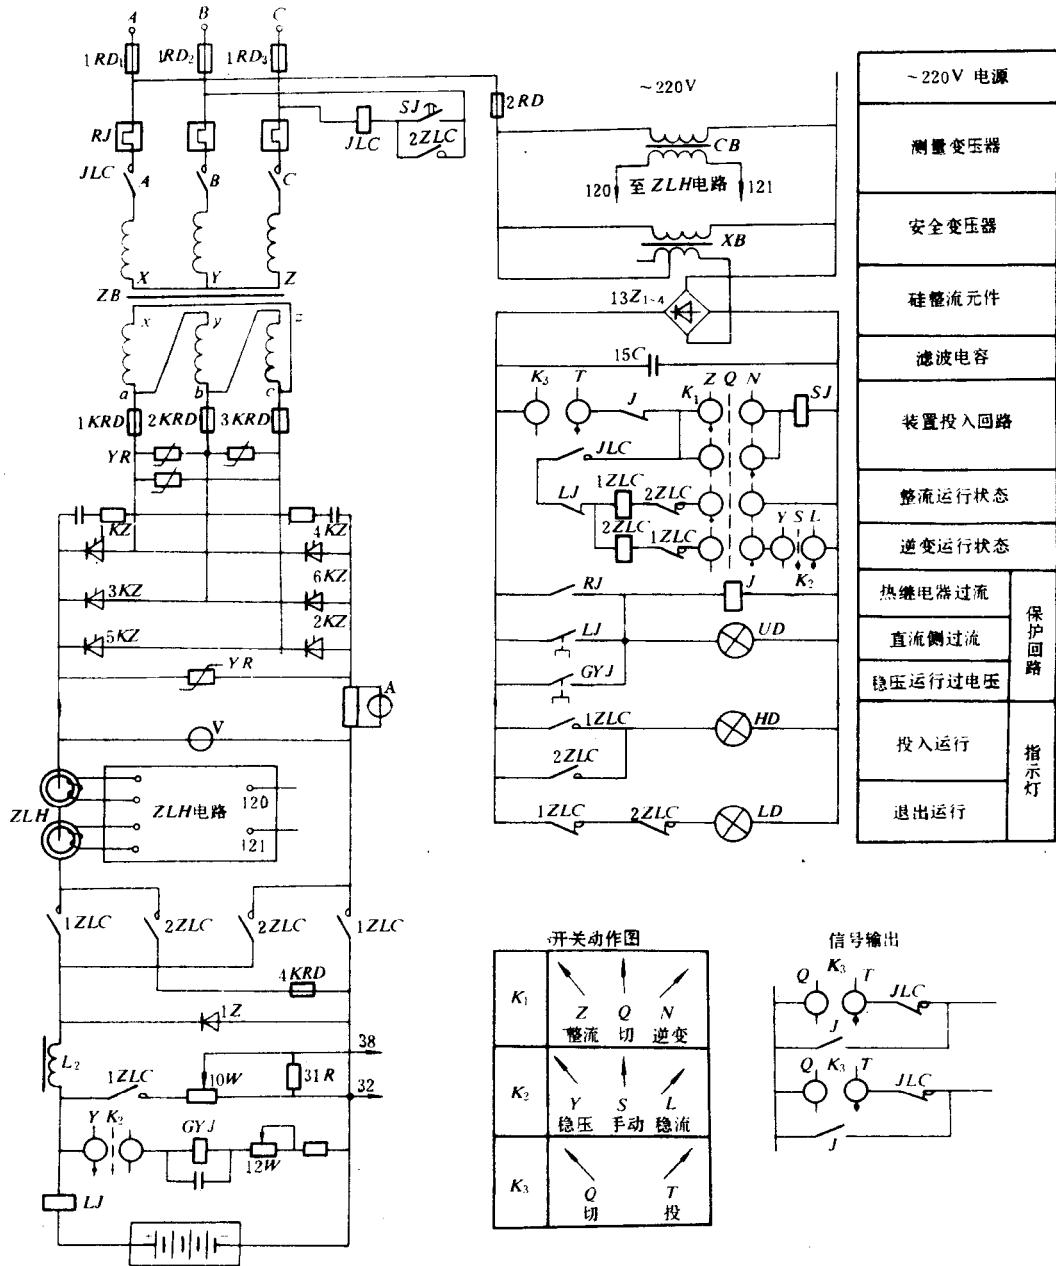 A B C
1RD₁ 1RD₂ 1RD₃
RJ
JLC
SJ
2ZLC
JLC A B C
X Y Z
ZB
x y z
a b c
1KRD 2KRD 3KRD
YR
1KZ 4KZ
3KZ 6KZ
5KZ 2KZ
YR
A
V
ZLH
ZLH电路
120
121
1ZLC 2ZLC 2ZLC 1ZLC
4KRD
1Z
L₂
38
1ZLC 10W 31R
32
Y K₂ GYJ
12W
LJ
+ −
2RD
~220V
CB
120 至ZLH电路 121
XB
13Z₁~₄
15C
K₃ T J K₁ Z Q N SJ
JLC
LJ 1ZLC 2ZLC
2ZLC 1ZLC Y S L
K₂
RJ J
LJ UD
GYJ
1ZLC HD
2ZLC
1ZLC 2ZLC LD
~220V 电源
测量变压器
安全变压器
硅整流元件
滤波电容
装置投入回路
整流运行状态
逆变运行状态
热继电器过流
直流侧过流
稳压运行过电压
保护回路
投入运行
退出运行
指示灯
开关动作图
K₁
Z Q N
整流 切 逆变
K₂
Y S L
稳压 手动 稳流
K₃
Q T
切 投
信号输出
Q K₃ T JLC
J
Q K₃ T JLC
J